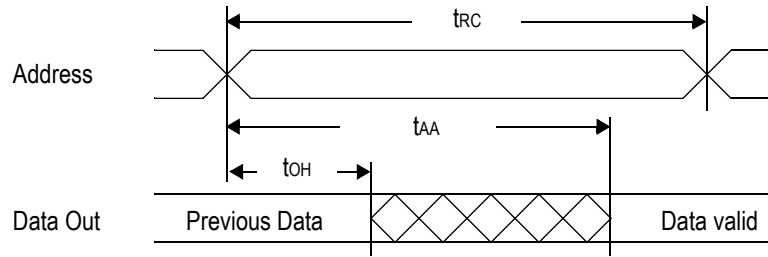 tRC
Address
tAA
tOH
Data Out Previous Data Data valid